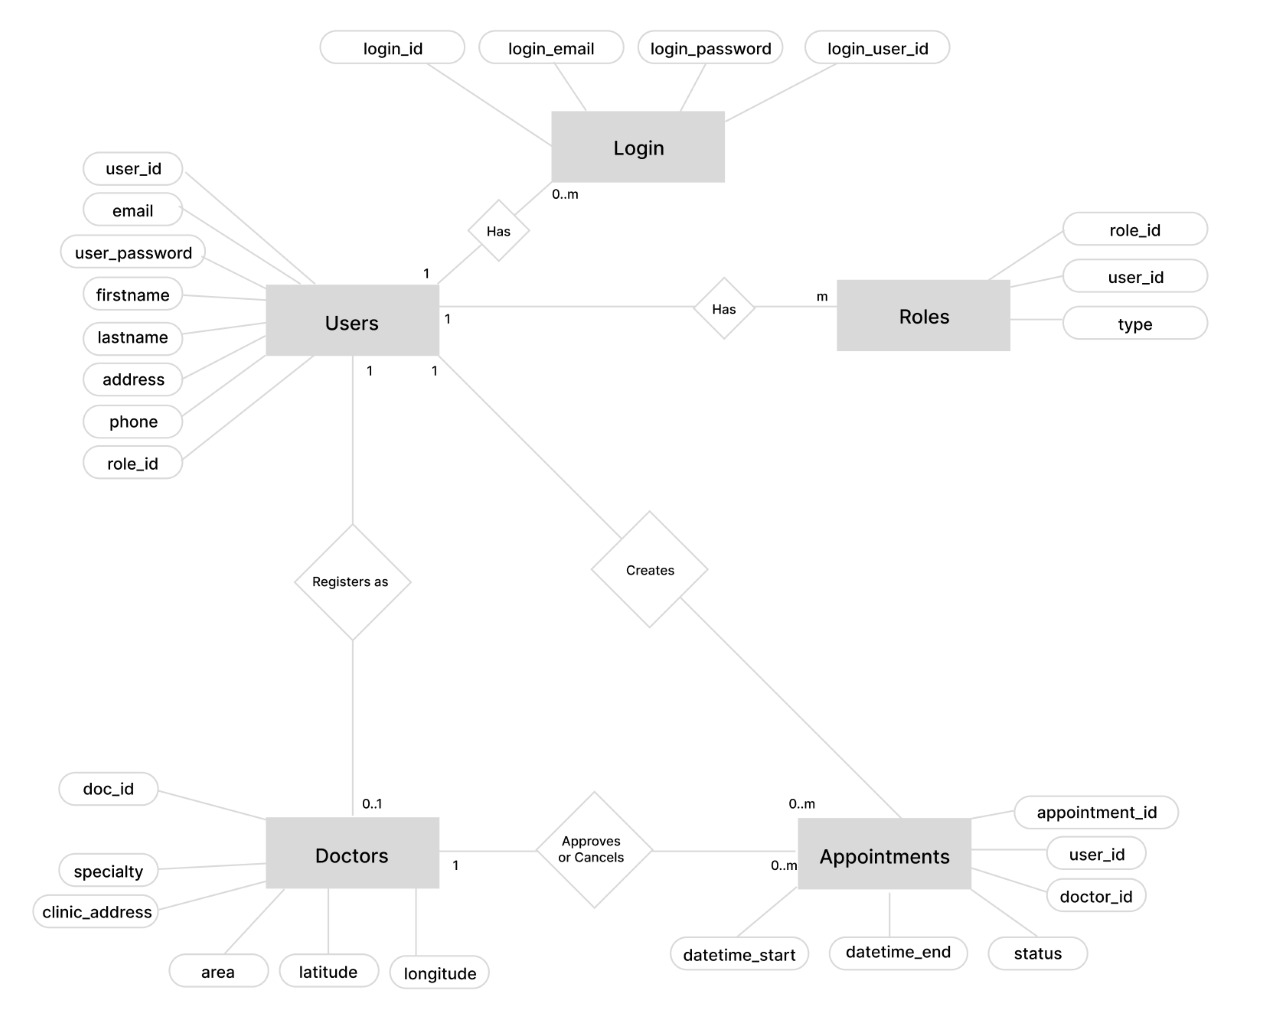 login_id
login_email
login_password
login_user_id
Login
0..m
Has
1
user_id
email
user_password
firstname
lastname
address
phone
role_id
Users
1
Has
m
Roles
role_id
user_id
type
1
1
Registers as
Creates
0..1
0..m
doc_id
specialty
clinic_address
area
latitude
longitude
Doctors
1
Approves
or Cancels
0..m
Appointments
appointment_id
user_id
doctor_id
datetime_start
datetime_end
status